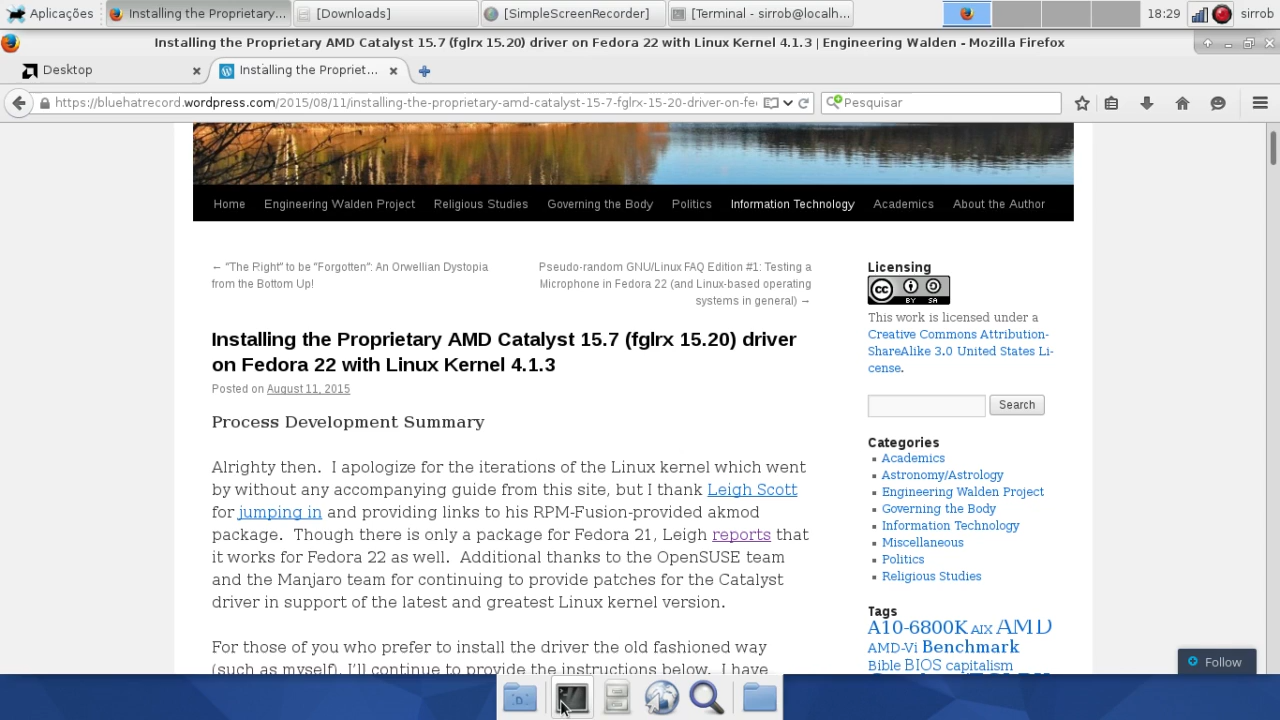 Aplicações
Installing the Proprietary...
[Downloads]
[SimpleScreenRecorder]
[Terminal - sirrob@localh...
18:29
sirrob
Installing the Proprietary AMD Catalyst 15.7 (fglrx 15.20) driver on Fedora 22 with Linux Kernel 4.1.3 | Engineering Walden - Mozilla Firefox
Desktop
Installing the Propriet...
https://bluehatrecord.wordpress.com/2015/08/11/installing-the-proprietary-amd-catalyst-15-7-fglrx-15-20-driver-on-fe
Pesquisar
Home
Engineering Walden Project
Religious Studies
Governing the Body
Politics
Information Technology
Academics
About the Author
← "The Right" to be "Forgotten": An Orwellian Dystopia
from the Bottom Up!
Pseudo-random GNU/Linux FAQ Edition #1: Testing a
Microphone in Fedora 22 (and Linux-based operating
systems in general) →
Installing the Proprietary AMD Catalyst 15.7 (fglrx 15.20) driver
on Fedora 22 with Linux Kernel 4.1.3
Posted on August 11, 2015
Process Development Summary
Alrighty then. I apologize for the iterations of the Linux kernel which went
by without any accompanying guide from this site, but I thank Leigh Scott
for jumping in and providing links to his RPM-Fusion-provided akmod
package. Though there is only a package for Fedora 21, Leigh reports that
it works for Fedora 22 as well. Additional thanks to the OpenSUSE team
and the Manjaro team for continuing to provide patches for the Catalyst
driver in support of the latest and greatest Linux kernel version.
For those of you who prefer to install the driver the old fashioned way
(such as myself), I'll continue to provide the instructions below. I have
Licensing
CC
BY SA
This work is licensed under a
Creative Commons Attribution-
ShareAlike 3.0 United States Li-
cense.
Search
Categories
Academics
Astronomy/Astrology
Engineering Walden Project
Governing the Body
Information Technology
Miscellaneous
Politics
Religious Studies
Tags
A10-6800K AIX AMD
AMD-Vi Benchmark
Bible BIOS capitalism
Follow